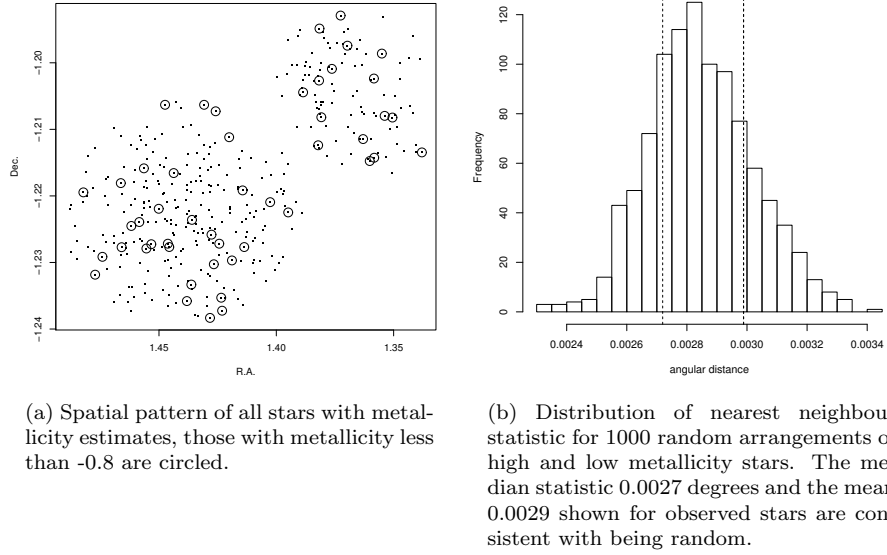 -1.20
-1.21
-1.22
-1.23
-1.24
Dec.
1.45 1.40 1.35
R.A.
120
100
80
60
40
20
0
Frequency
0.0024 0.0026 0.0028 0.0030 0.0032 0.0034
angular distance
(a) Spatial pattern of all stars with metal-
licity estimates, those with metallicity less
than -0.8 are circled.
(b) Distribution of nearest neighbou
statistic for 1000 random arrangements o
high and low metallicity stars. The me
dian statistic 0.0027 degrees and the mean
0.0029 shown for observed stars are con
sistent with being random.